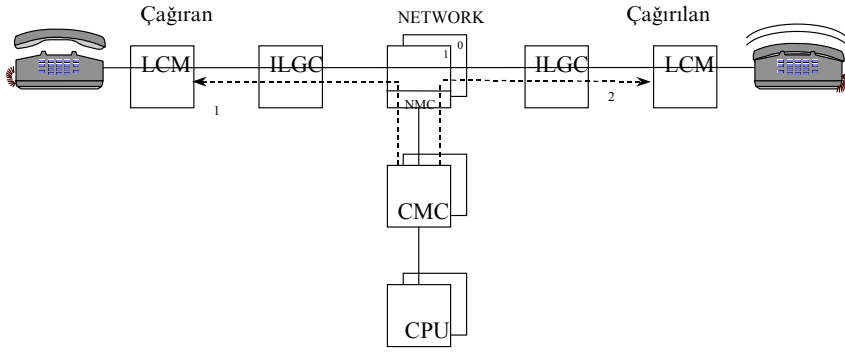 Çağıran
NETWORK
Çağırılan
0
1
LCM
ILGC
ILGC
LCM
NMC
1
2
CMC
CPU